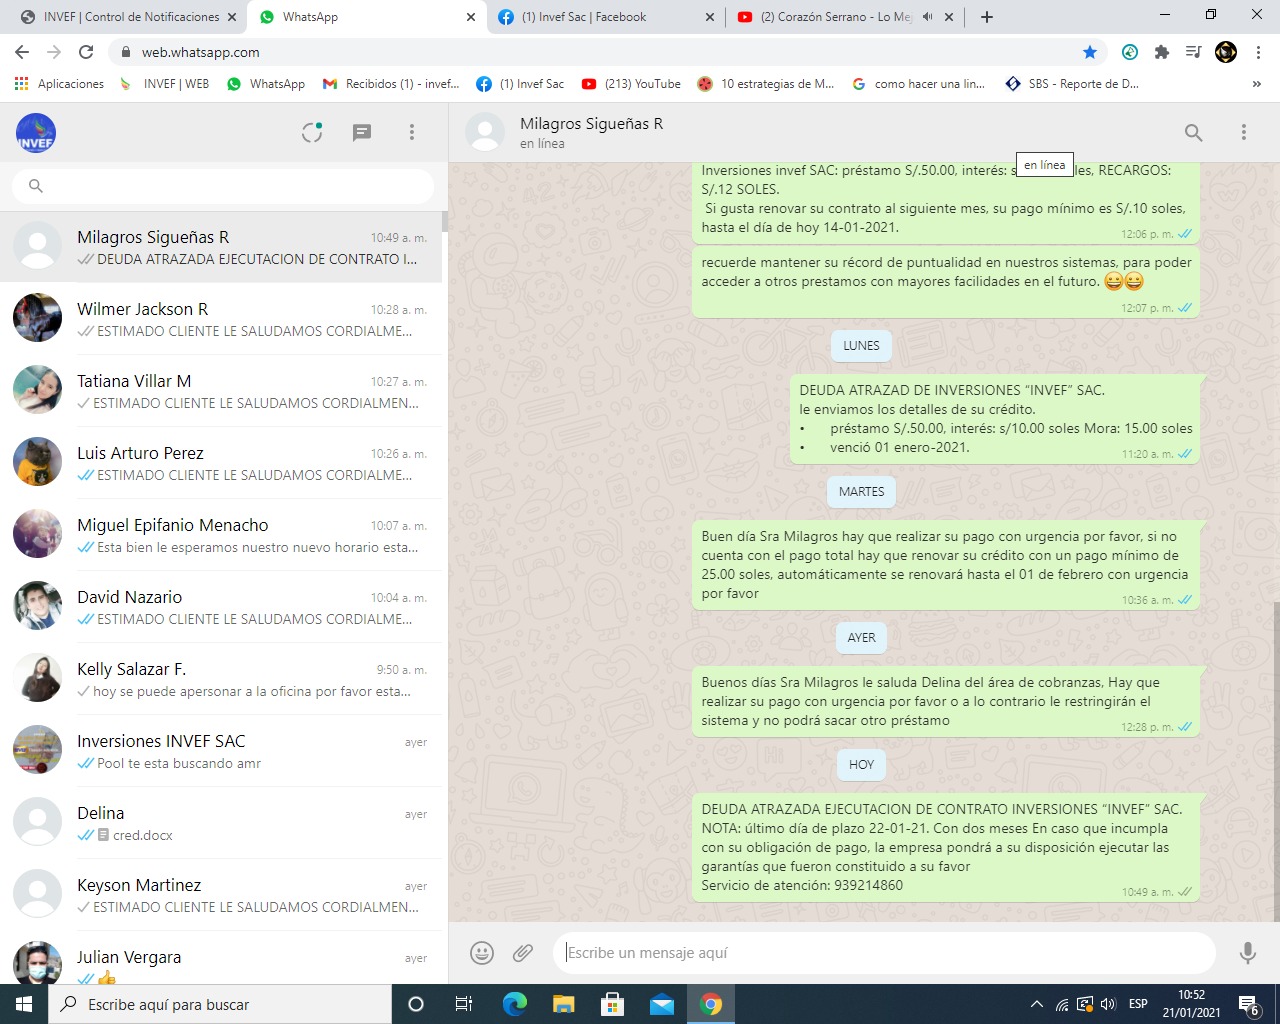 INVEF | Control de Notificaciones
WhatsApp
(1) Invef Sac | Facebook
(2) Corazón Serrano - Lo Mej
web.whatsapp.com
Aplicaciones
INVEF | WEB
WhatsApp
Recibidos (1) - invef...
(1) Invef Sac
(213) YouTube
10 estrategias de M...
como hacer una lin...
SBS - Reporte de D...
»
INVEF
Milagros Sigueñas R
en línea
en línea
Milagros Sigueñas R
10:49 a. m.
DEUDA ATRAZADA EJECUTACION DE CONTRATO I...
Wilmer Jackson R
10:28 a. m.
ESTIMADO CLIENTE LE SALUDAMOS CORDIALME...
Tatiana Villar M
10:27 a. m.
ESTIMADO CLIENTE LE SALUDAMOS CORDIALMEN...
Luis Arturo Perez
10:26 a. m.
ESTIMADO CLIENTE LE SALUDAMOS CORDIALME...
Miguel Epifanio Menacho
10:07 a. m.
Esta bien le esperamos nuestro nuevo horario esta...
David Nazario
10:04 a. m.
ESTIMADO CLIENTE LE SALUDAMOS CORDIALME...
Kelly Salazar F.
9:50 a. m.
hoy se puede apersonar a la oficina por favor esta...
Inversiones INVEF SAC
ayer
Pool te esta buscando amr
Delina
ayer
cred.docx
Keyson Martinez
ayer
ESTIMADO CLIENTE LE SALUDAMOS CORDIALMEN...
Julian Vergara
ayer
👍
Inversiones invef SAC: préstamo S/.50.00, interés: s les, RECARGOS:
S/.12 SOLES.
Si gusta renovar su contrato al siguiente mes, su pago mínimo es S/.10 soles,
hasta el día de hoy 14-01-2021.
12:06 p. m.
recuerde mantener su récord de puntualidad en nuestros sistemas, para poder
acceder a otros prestamos con mayores facilidades en el futuro. 😀😀
12:07 p. m.
LUNES
DEUDA ATRAZAD DE INVERSIONES “INVEF” SAC.
le enviamos los detalles de su crédito.
• préstamo S/.50.00, interés: s/10.00 soles Mora: 15.00 soles
• venció 01 enero-2021.
11:20 a. m.
MARTES
Buen día Sra Milagros hay que realizar su pago con urgencia por favor, si no
cuenta con el pago total hay que renovar su crédito con un pago mínimo de
25.00 soles, automáticamente se renovará hasta el 01 de febrero con urgencia
por favor
10:36 a. m.
AYER
Buenos días Sra Milagros le saluda Delina del área de cobranzas, Hay que
realizar su pago con urgencia por favor o a lo contrario le restringirán el
sistema y no podrá sacar otro préstamo
12:28 p. m.
HOY
DEUDA ATRAZADA EJECUTACION DE CONTRATO INVERSIONES “INVEF” SAC.
NOTA: último día de plazo 22-01-21. Con dos meses En caso que incumpla
con su obligación de pago, la empresa pondrá a su disposición ejecutar las
garantías que fueron constituido a su favor
Servicio de atención: 939214860
10:49 a. m.
Escribe un mensaje aquí
Escribe aquí para buscar
ESP
10:52
21/01/2021
6